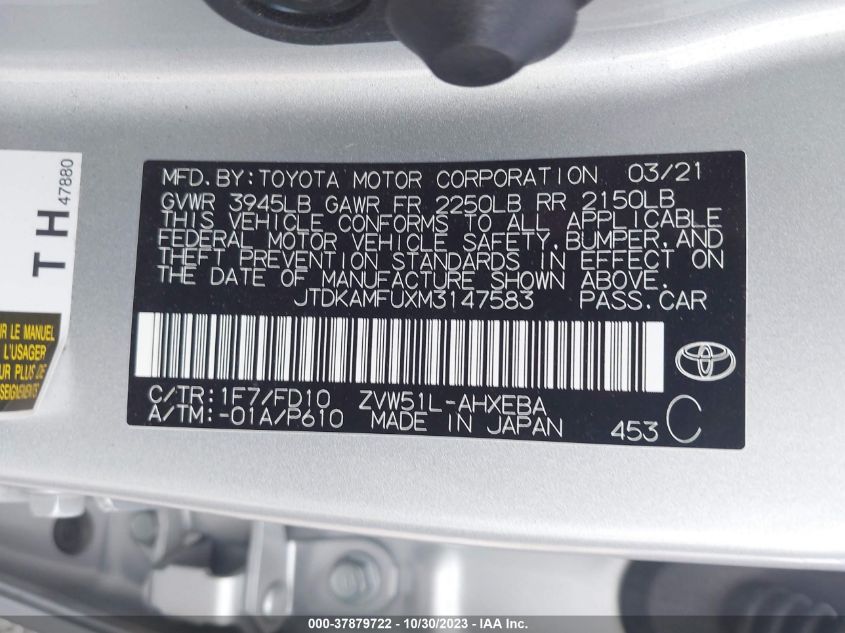 MFD.BY:TOYOTA MOTOR CORPORATION 03/21
GVWR 3945LB GAWR FR 2250LB RR 2150LB
THIS VEHICLE CONFORMS TO ALL APPLICABLE
FEDERAL MOTOR VEHICLE SAFETY,BUMPER,AND
THEFT PREVENTION STANDARDS IN EFFECT ON
THE DATE OF MANUFACTURE SHOWN ABOVE.
JTDKAMFUXM3147583 PASS.CAR
C/TR:1F7/FD10 ZVW51L-AHXEBA
A/TM:-01A/P610 MADE IN JAPAN 453 C
TH 47880
LE MANUEL
L'USAGER
PLUS DE
000-37879722 - 10/30/2023 - IAA Inc.